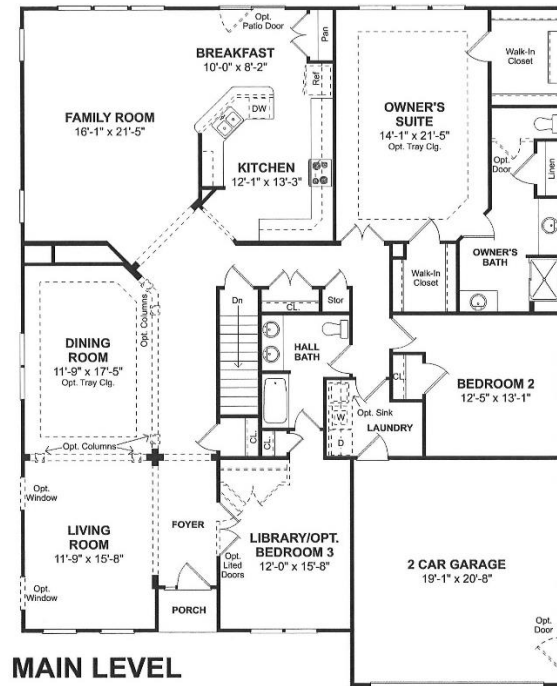 Opt.
Patio Door
Pan
BREAKFAST
10'-0" x 8'-2"
Ref
DW
FAMILY ROOM
16'-1" x 21'-5"
KITCHEN
12'-1" x 13'-3"
OWNER'S
SUITE
14'-1" x 21'-5"
Opt. Tray Clg.
Walk-In
Closet
Opt.
Door
Linen
OWNER'S
BATH
Walk-In
Closet
Opt. Columns
Dn
CL.
Stor
HALL
BATH
DINING
ROOM
11'-9" x 17'-5"
Opt. Tray Clg.
CL.
BEDROOM 2
12'-5" x 13'-1"
Opt. Sink
W
D
LAUNDRY
CL.
CL.
Opt. Columns
Opt.
Window
LIVING
ROOM
11'-9" x 15'-8"
Opt.
Window
FOYER
Opt.
Lited
Doors
LIBRARY/OPT.
BEDROOM 3
12'-0" x 15'-8"
2 CAR GARAGE
19'-1" x 20'-8"
PORCH
Opt.
Door
MAIN LEVEL